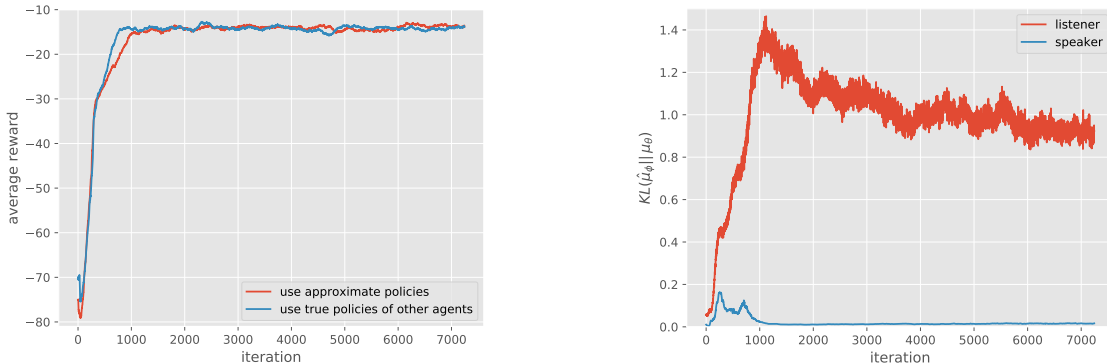 −10
−20
−30
−40
−50
−60
−70
−80
average reward
0 1000 2000 3000 4000 5000 6000 7000
iteration
use approximate policies
use true policies of other agents
1.4
1.2
1.0
0.8
0.6
0.4
0.2
0.0
KL(μ̂ϕ||μθ)
0 1000 2000 3000 4000 5000 6000 7000
iteration
listener
speaker